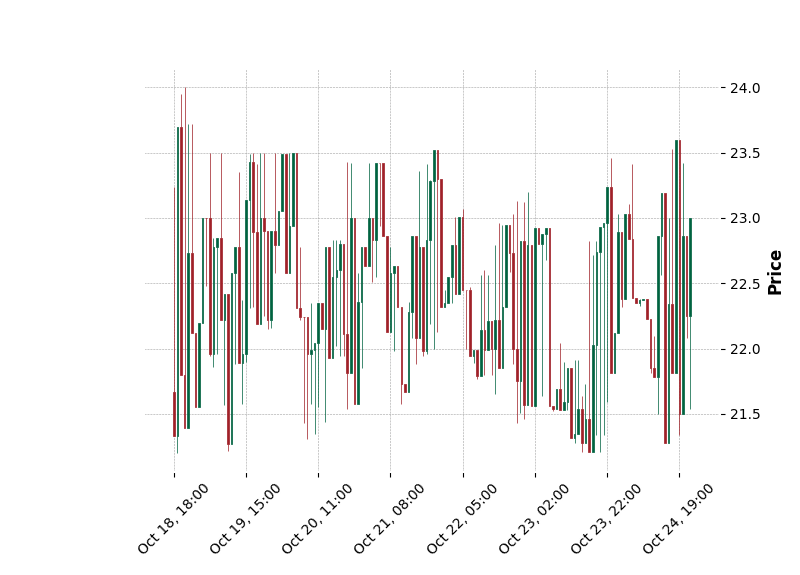 24.0
23.5
23.0
22.5
22.0
21.5
Price
Oct 18, 18:00
Oct 19, 15:00
Oct 20, 11:00
Oct 21, 08:00
Oct 22, 05:00
Oct 23, 02:00
Oct 23, 22:00
Oct 24, 19:00